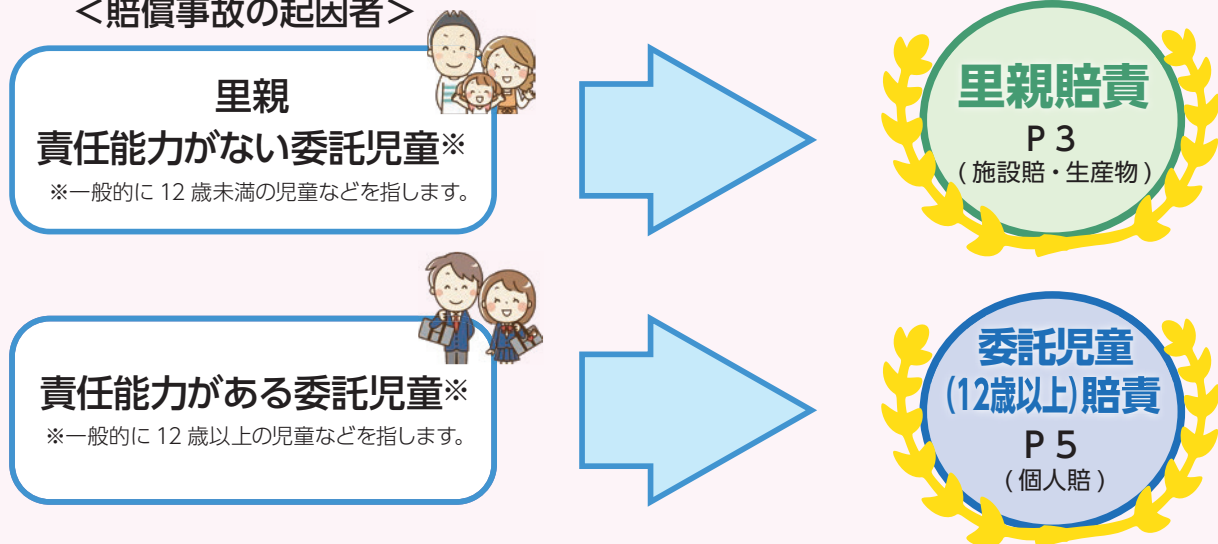 ＜賠償事故の起因者＞
里親
責任能力がない委託児童※
※一般的に 12 歳未満の児童などを指します。
里親賠責
P 3
( 施設賠・生産物 )
責任能力がある委託児童※
※一般的に 12 歳以上の児童などを指します。
委託児童
(12歳以上)賠責
P 5
( 個人賠 )